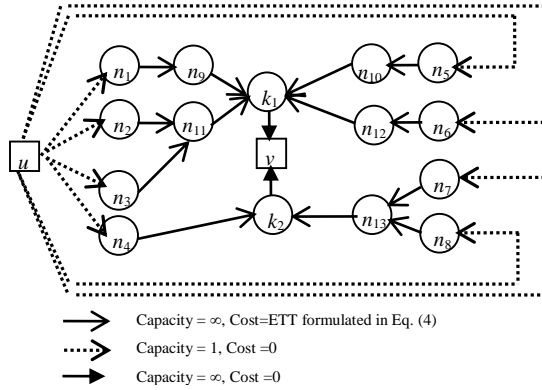 n1 n9 n10 n5
k1
n2 n11 n12 n6
u v
n3 n7
n4 k2 n13 n8
Capacity = ∞, Cost=ETT formulated in Eq. (4)
Capacity = 1, Cost =0
Capacity = ∞, Cost=0